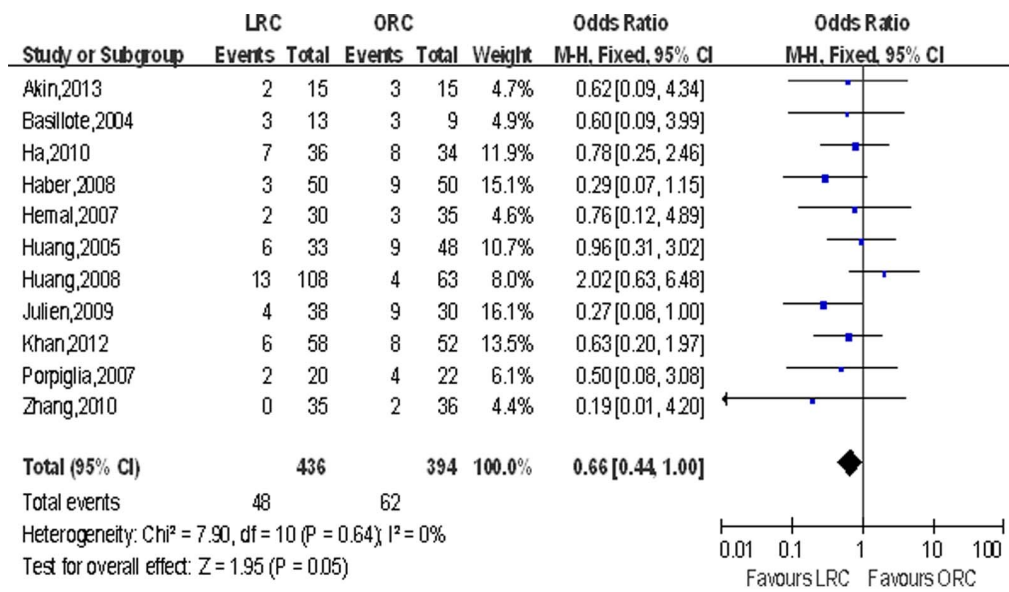 LRC ORC Odds Ratio Odds Ratio
Study or Subgroup Events Total Events Total Weight M-H, Fixed, 95% CI M-H, Fixed, 95% CI
Akin,2013 2 15 3 15 4.7% 0.62 [0.09, 4.34]
Basillote,2004 3 13 3 9 4.9% 0.60 [0.09, 3.99]
Ha,2010 7 36 8 34 11.9% 0.78 [0.25, 2.46]
Haber,2008 3 50 9 50 15.1% 0.29 [0.07, 1.15]
Hemal,2007 2 30 3 35 4.6% 0.76 [0.12, 4.89]
Huang,2005 6 33 9 48 10.7% 0.96 [0.31, 3.02]
Huang,2008 13 108 4 63 8.0% 2.02 [0.63, 6.48]
Julien,2009 4 38 9 30 16.1% 0.27 [0.08, 1.00]
Khan,2012 6 58 8 52 13.5% 0.63 [0.20, 1.97]
Porpiglia,2007 2 20 4 22 6.1% 0.50 [0.08, 3.08]
Zhang,2010 0 35 2 36 4.4% 0.19 [0.01, 4.20]
Total (95% CI) 436 394 100.0% 0.66 [0.44, 1.00]
Total events 48 62
Heterogeneity: Chi² = 7.90, df = 10 (P = 0.64); I² = 0%
Test for overall effect: Z = 1.95 (P = 0.05)
0.01 0.1 1 10 100
Favours LRC Favours ORC